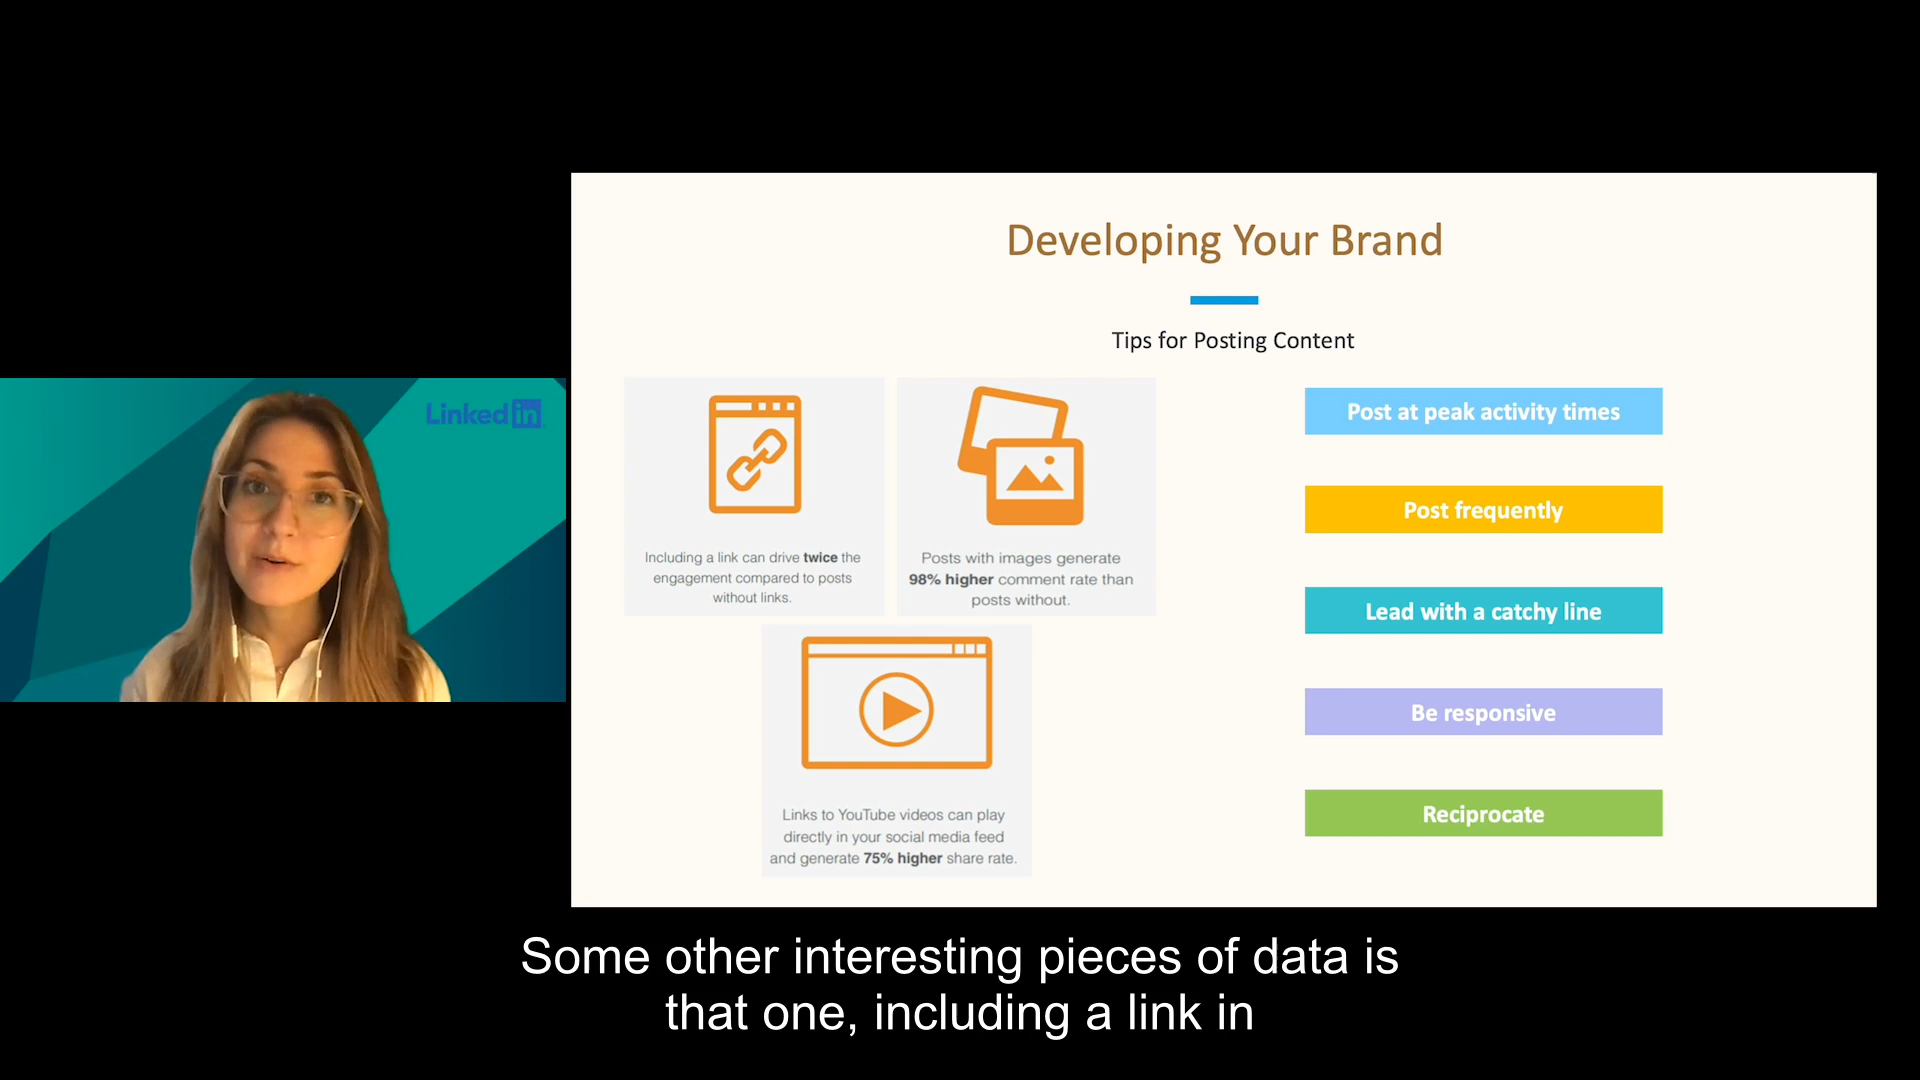 Linked in
Developing Your Brand
Tips for Posting Content
Including a link can drive twice the
engagement compared to posts
without links.
Posts with images generate
98% higher comment rate than
posts without.
Links to YouTube videos can play
directly in your social media feed
and generate 75% higher share rate.
Post at peak activity times
Post frequently
Lead with a catchy line
Be responsive
Reciprocate
Some other interesting pieces of data is
that one, including a link in